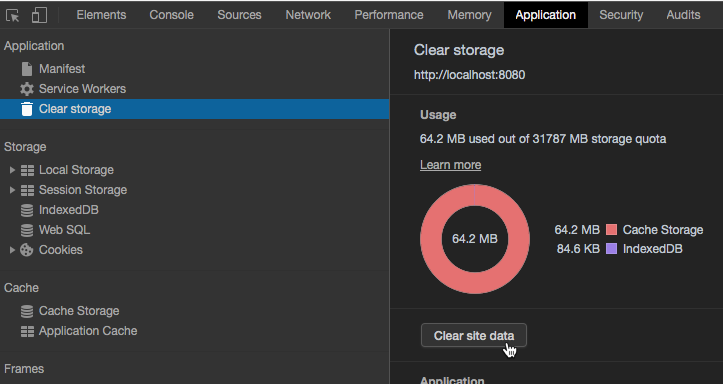 Elements Console Sources Network Performance Memory Application Security Audits
Application
Manifest
Service Workers
Clear storage
Storage
Local Storage
Session Storage
IndexedDB
Web SQL
Cookies
Cache
Cache Storage
Application Cache
Frames
Clear storage
http://localhost:8080
Usage
64.2 MB used out of 31787 MB storage quota
Learn more
64.2 MB
64.2 MB Cache Storage
84.6 KB IndexedDB
Clear site data
Application